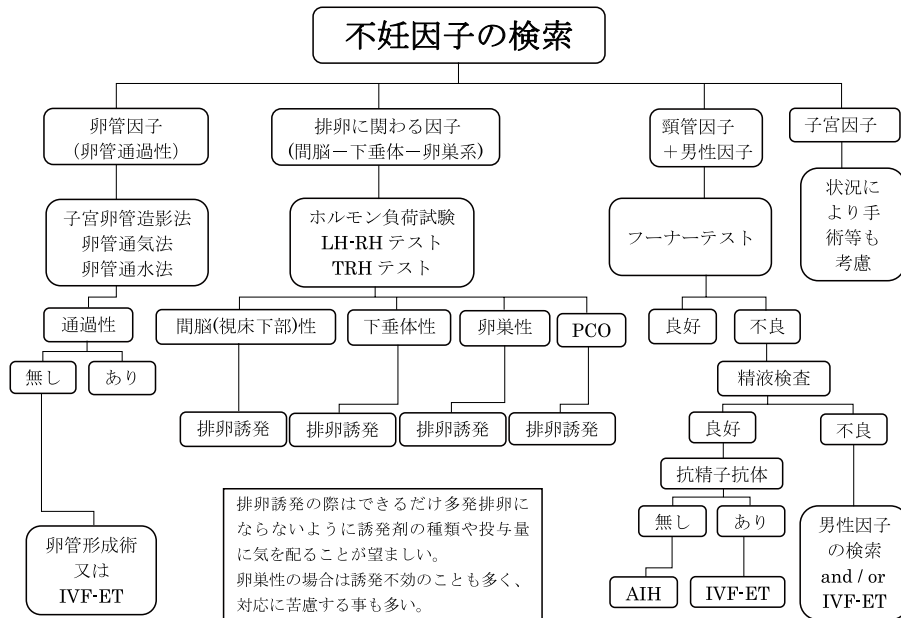 不妊因子の検索
卵管因子
（卵管通過性）
排卵に関わる因子
(間脳－下垂体－卵巣系)
頸管因子
＋男性因子
子宮因子
子宮卵管造影法
卵管通気法
卵管通水法
ホルモン負荷試験
LH-RH テスト
TRH テスト
フーナーテスト
状況に
より手
術等も
考慮
通過性
間脳(視床下部)性
下垂体性
卵巣性
PCO
良好
不良
無し
あり
精液検査
排卵誘発
排卵誘発
排卵誘発
排卵誘発
良好
不良
抗精子抗体
無し
あり
卵管形成術
又は
IVF-ET
排卵誘発の際はできるだけ多発排卵に
ならないように誘発剤の種類や投与量
に気を配ることが望ましい。
卵巣性の場合は誘発不効のことも多く、
対応に苦慮する事も多い。
AIH
IVF-ET
男性因子
の検索
and / or
IVF-ET